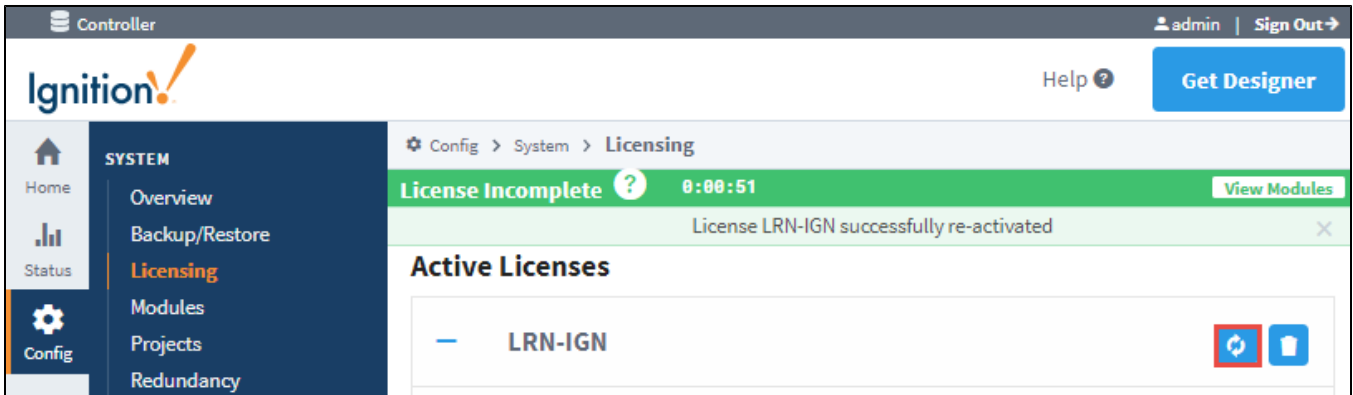 Controller
admin | Sign Out
Ignition!
Help ?
Get Designer
Home
Status
Config
SYSTEM
Overview
Backup/Restore
Licensing
Modules
Projects
Redundancy
Config > System > Licensing
License Incomplete ? 0:00:51 View Modules
License LRN-IGN successfully re-activated ×
Active Licenses
LRN-IGN